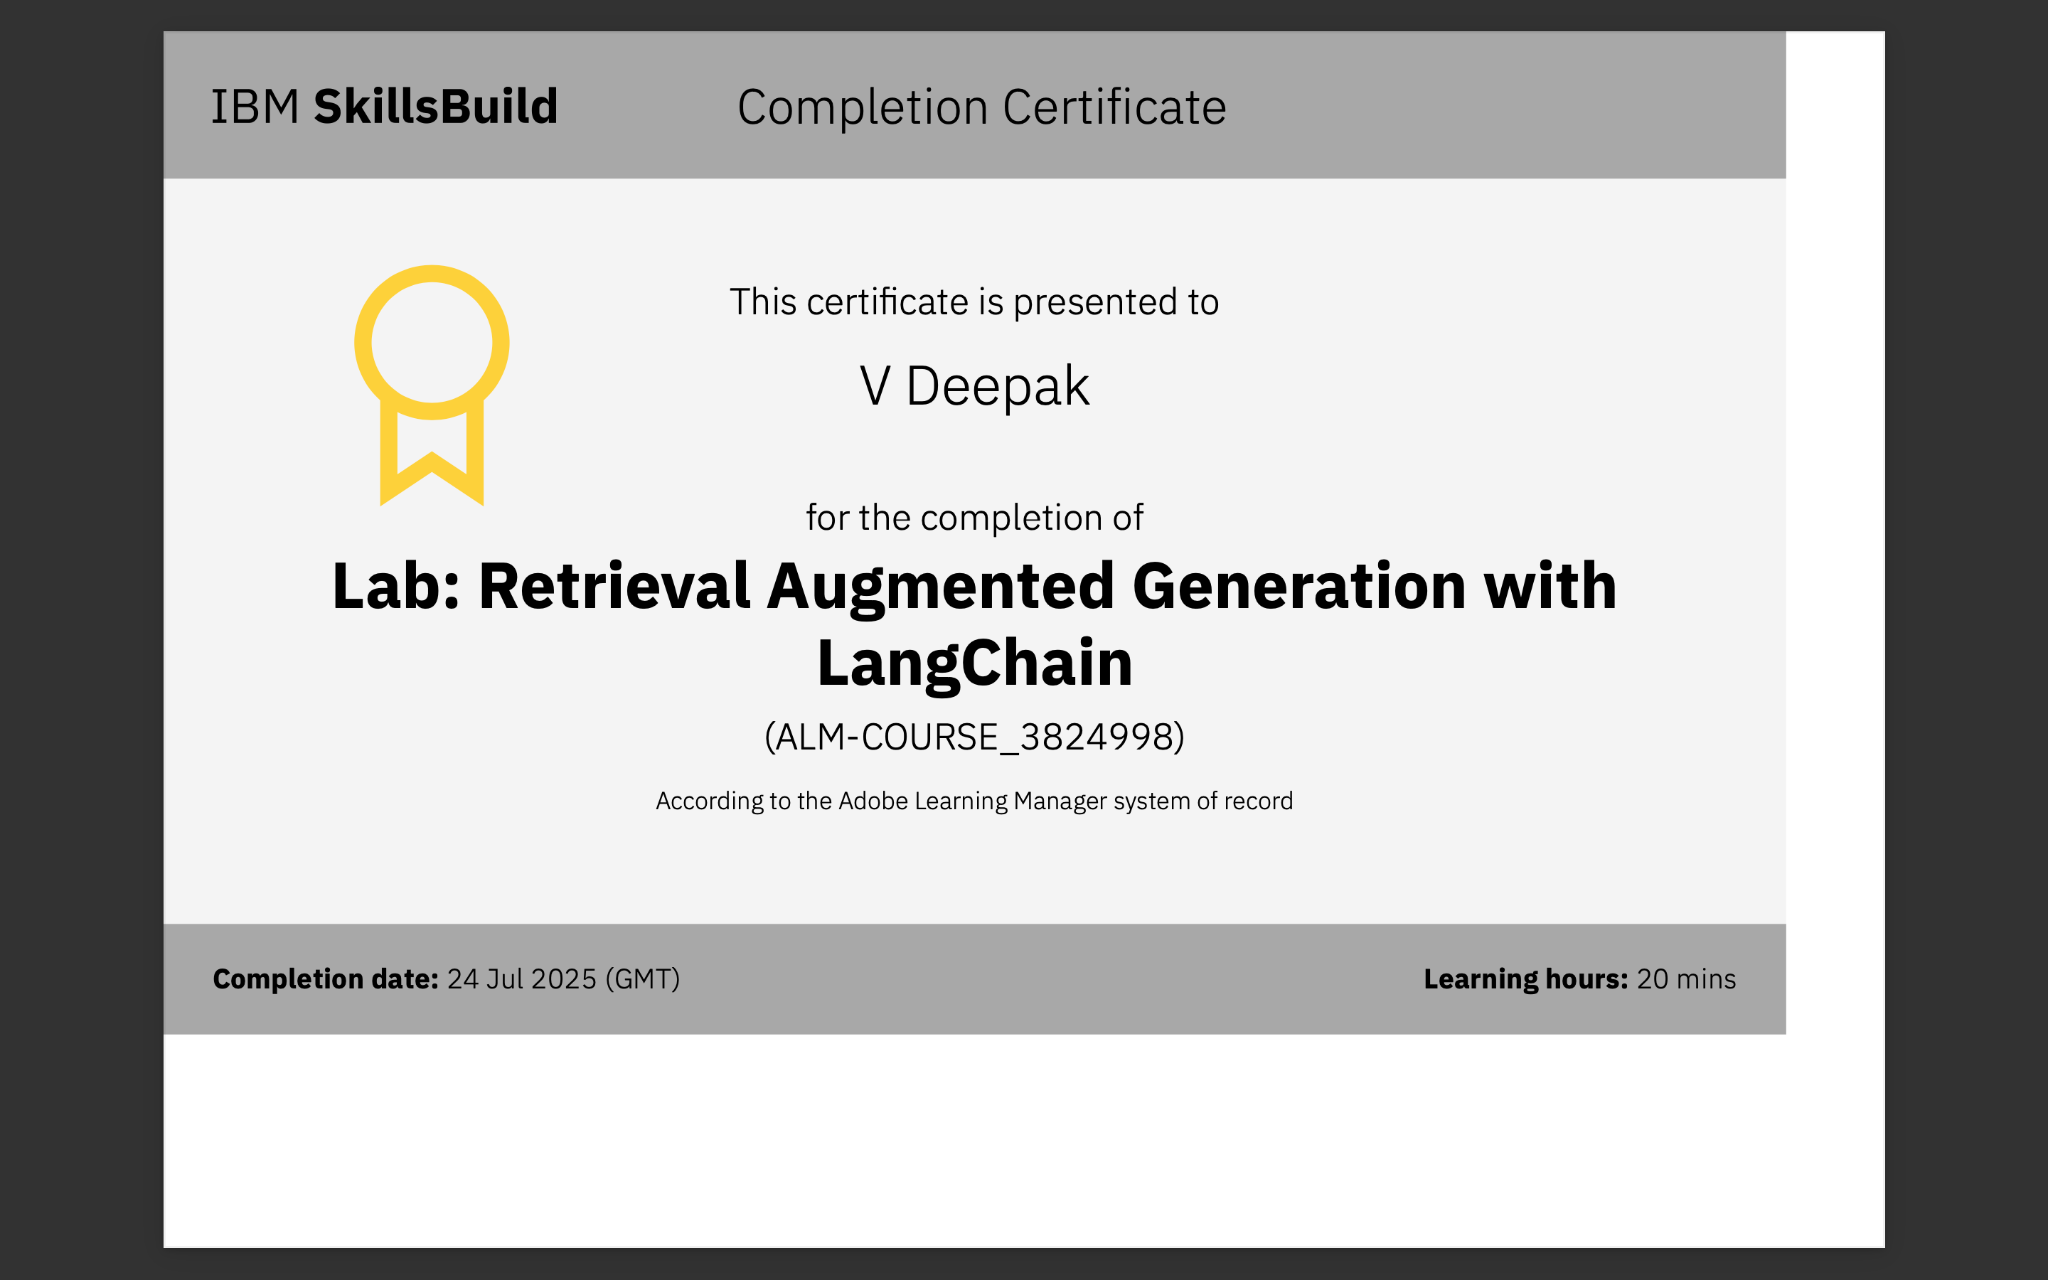 IBM SkillsBuild
Completion Certificate
This certificate is presented to
V Deepak
for the completion of
Lab: Retrieval Augmented Generation with
LangChain
(ALM-COURSE_3824998)
According to the Adobe Learning Manager system of record
Completion date: 24 Jul 2025 (GMT)
Learning hours: 20 mins